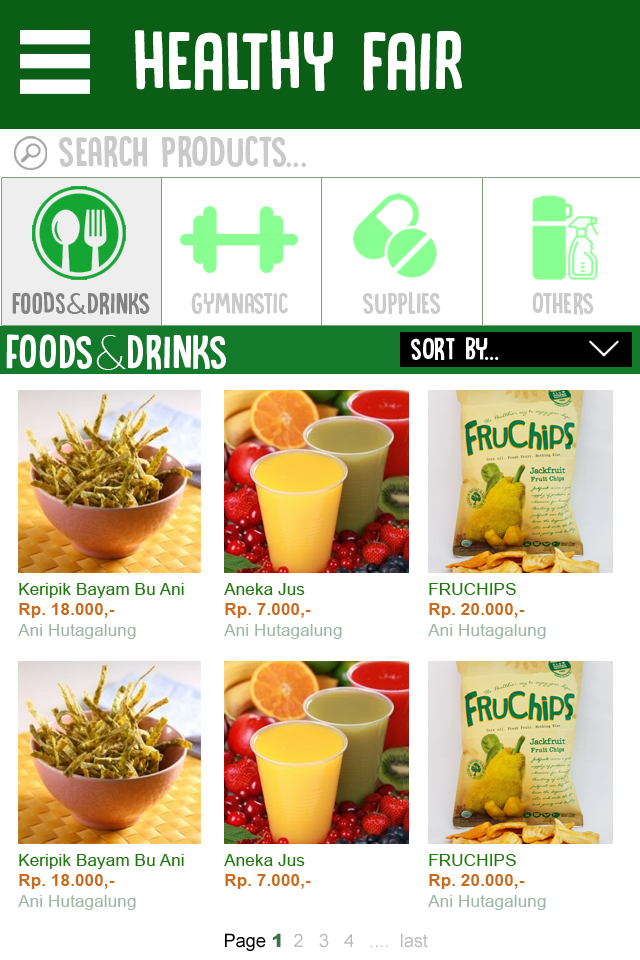 HEALTHY FAIR
SEARCH PRODUCTS...
FOODS&DRINKS
GYMNASTIC
SUPPLIES
OTHERS
FOODS&DRINKS
SORT BY...
FRUCHIPS
Jackfruit
Fruit Chips
Keripik Bayam Bu Ani
Rp. 18.000,-
Ani Hutagalung
Aneka Jus
Rp. 7.000,-
Ani Hutagalung
FRUCHIPS
Rp. 20.000,-
Ani Hutagalung
FRUCHIPS
Jackfruit
Fruit Chips
Keripik Bayam Bu Ani
Rp. 18.000,-
Ani Hutagalung
Aneka Jus
Rp. 7.000,-
FRUCHIPS
Rp. 20.000,-
Ani Hutagalung
Page 1 2 3 4 .... last